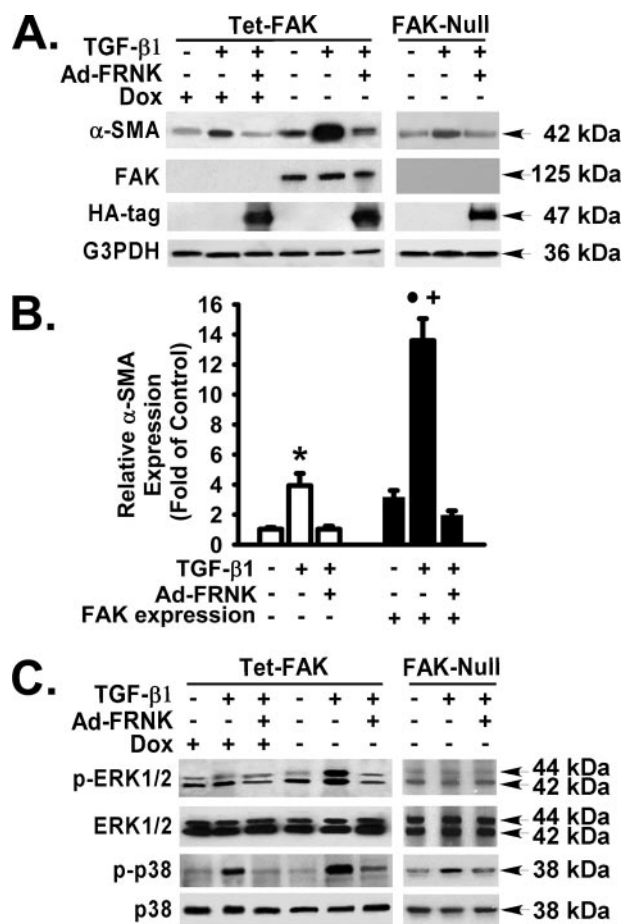 A.
Tet-FAK FAK-Null
TGF-β1 - + + - + + - + +
Ad-FRNK - - + - - + - - +
Dox + + + - - - - - -
α-SMA 42 kDa
FAK 125 kDa
HA-tag 47 kDa
G3PDH 36 kDa
B.
Relative α-SMA
Expression
(Fold of Control)
16
14
12
10
8
6
4
2
0
*
● +
TGF-β1 - + + - + +
Ad-FRNK - - + - - +
FAK expression - - - + + +
C.
Tet-FAK FAK-Null
TGF-β1 - + + - + + - + +
Ad-FRNK - - + - - + - - +
Dox + + + - - - - - -
p-ERK1/2 44 kDa
42 kDa
ERK1/2 44 kDa
42 kDa
p-p38 38 kDa
p38 38 kDa